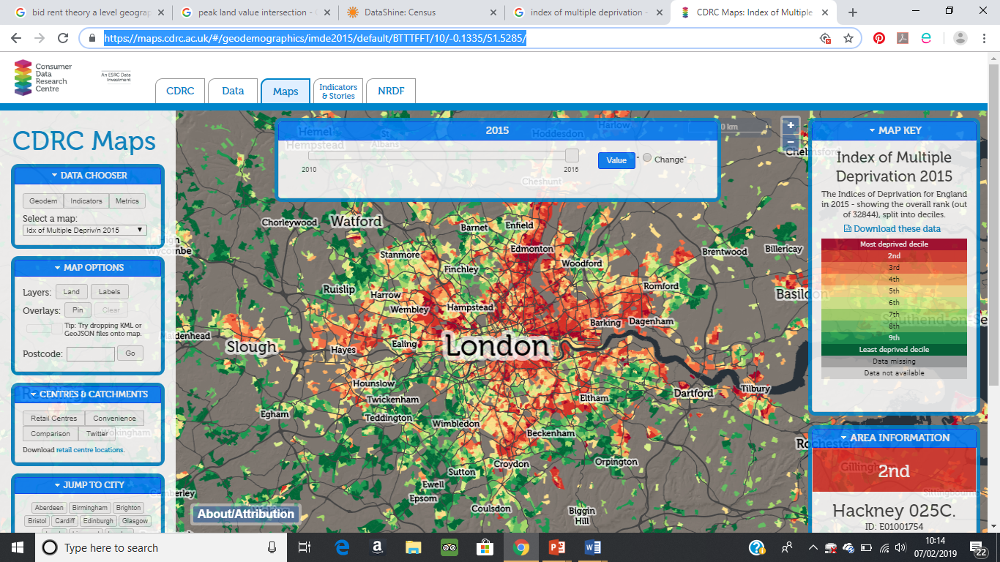 bid rent theory a level geograp
peak land value intersection -
DataShine: Census
index of multiple deprivation -
CDRC Maps: Index of Multiple
https://maps.cdrc.ac.uk/#/geodemographics/imde2015/default/BTTTFFT/10/-0.1335/51.5285/
Consumer
Data
Research
Centre
An ESRC Data
Investment
CDRC
Data
Maps
Indicators
& Stories
NRDF
CDRC Maps
DATA CHOOSER
Geodem Indicators Metrics
Select a map:
Idx of Multiple Depriv/n 2015
MAP OPTIONS
Layers: Land Labels
Overlays: Pin Clear
Tip: Try dropping KML or
GeoJSON files onto map.
Postcode: Go
CENTRES & CATCHMENTS
Retail Centres Convenience
Comparison Twitter
Download retail centre locations.
JUMP TO CITY
Aberdeen Birmingham Brighton
Bristol Cardiff Edinburgh Glasgow
2015
2010
2015
Value
Change"
Hemel
Hempstead
St
Albans
Hoddesdon
Harlow
Cheshunt
0 km
+
−
Chorleywood
Watford
Barnet
Enfield
Edmonton
Woodford
Brentwood
Billericay
Stanmore
Finchley
Ruislip
Harrow
Wembley
Hampstead
Romford
Barking
Dagenham
Wycombe
Slough
Hayes
Ealing
London
Hounslow
Twickenham
Teddington
Egham
Wimbledon
Eltham
Dartford
Tilbury
Beckenham
Croydon
Orpington
Sutton
Ewell
Epsom
Coulsdon
Biggin
Hill
Basildon
About/Attribution
MAP KEY
Index of Multiple
Deprivation 2015
The Indices of Deprivation for England
in 2015 - showing the overall rank (out
of 32844), split into deciles.
Download these data
Most deprived decile
2nd
3rd
4th
5th
6th
7th
8th
9th
Least deprived decile
Data missing
Data not available
AREA INFORMATION
2nd
Hackney 025C.
ID: E01001754
Type here to search
10:14
07/02/2019
22